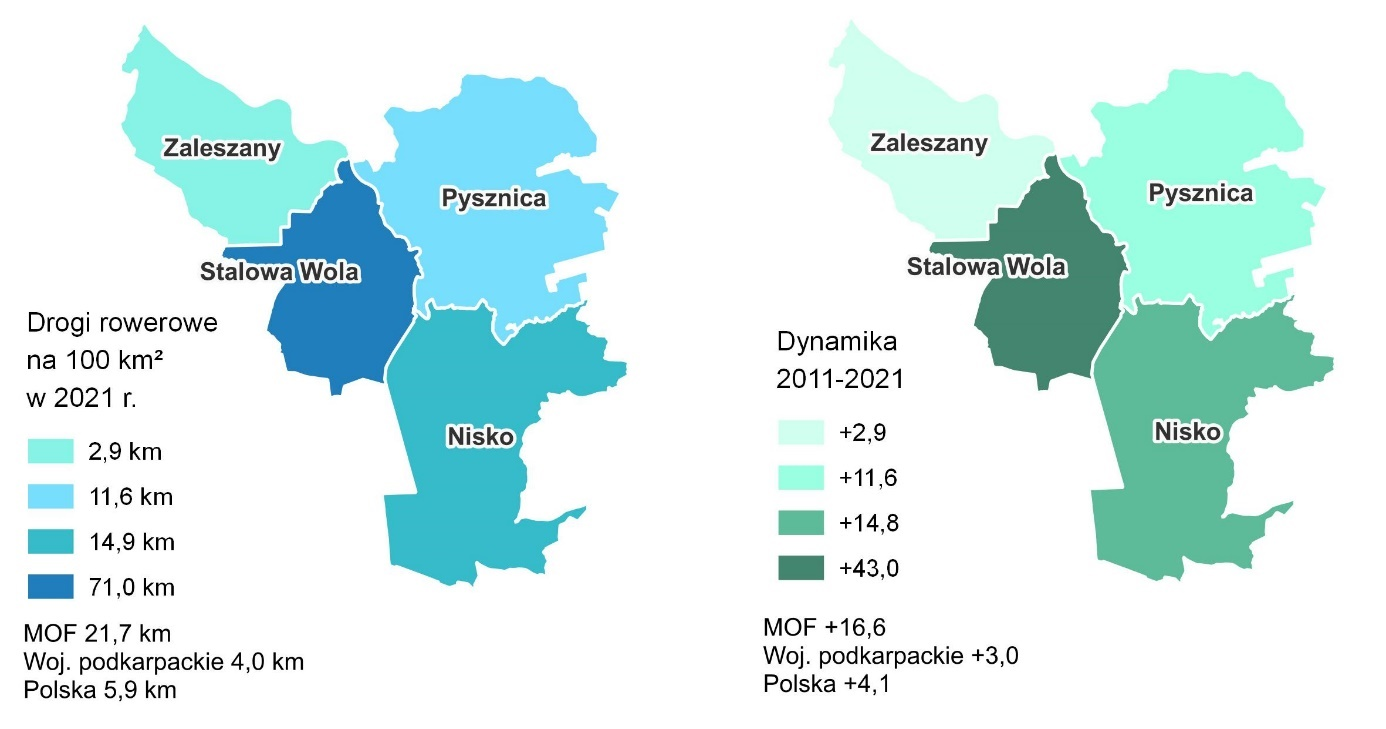 Zaleszany
Pysznica
Stalowa Wola
Nisko
Drogi rowerowe
na 100 km²
w 2021 r.
2,9 km
11,6 km
14,9 km
71,0 km
MOF 21,7 km
Woj. podkarpackie 4,0 km
Polska 5,9 km
Zaleszany
Pysznica
Stalowa Wola
Nisko
Dynamika
2011-2021
+2,9
+11,6
+14,8
+43,0
MOF +16,6
Woj. podkarpackie +3,0
Polska +4,1